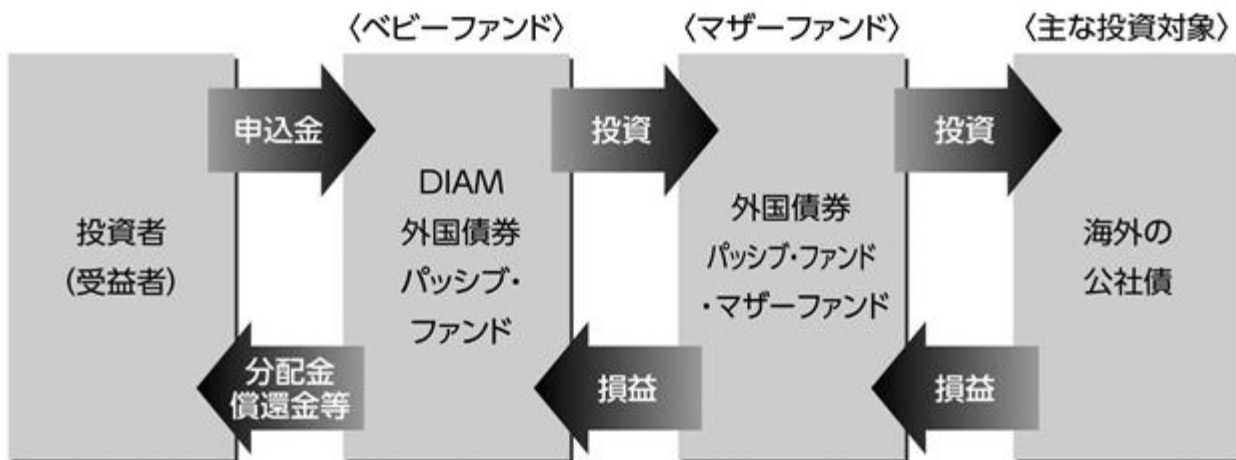 〈ベビーファンド〉
〈マザーファンド〉
〈主な投資対象〉
申込金
投資
投資
投資者
(受益者)
DIAM
外国債券
パッシブ・
ファンド
外国債券
パッシブ・ファンド
・マザーファンド
海外の
公社債
分配金
償還金等
損益
損益